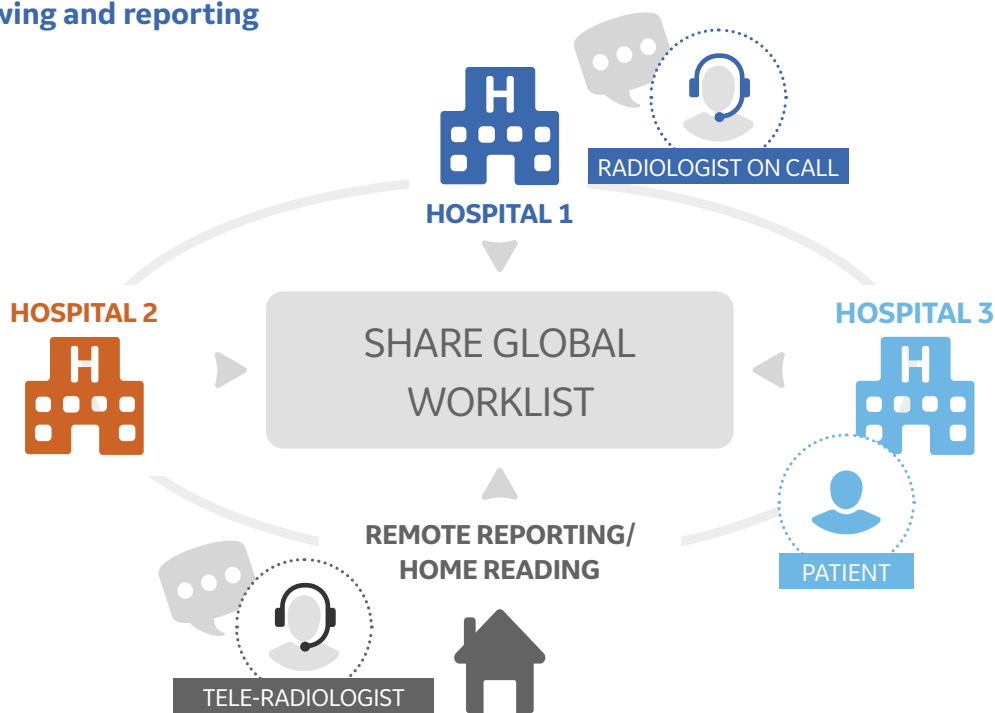 and reporting
H
RADIOLOGIST ON CALL
HOSPITAL 1
HOSPITAL 2
H
HOSPITAL 3
H
SHARE GLOBAL
WORKLIST
REMOTE REPORTING/
HOME READING
PATIENT
TELE-RADIOLOGIST